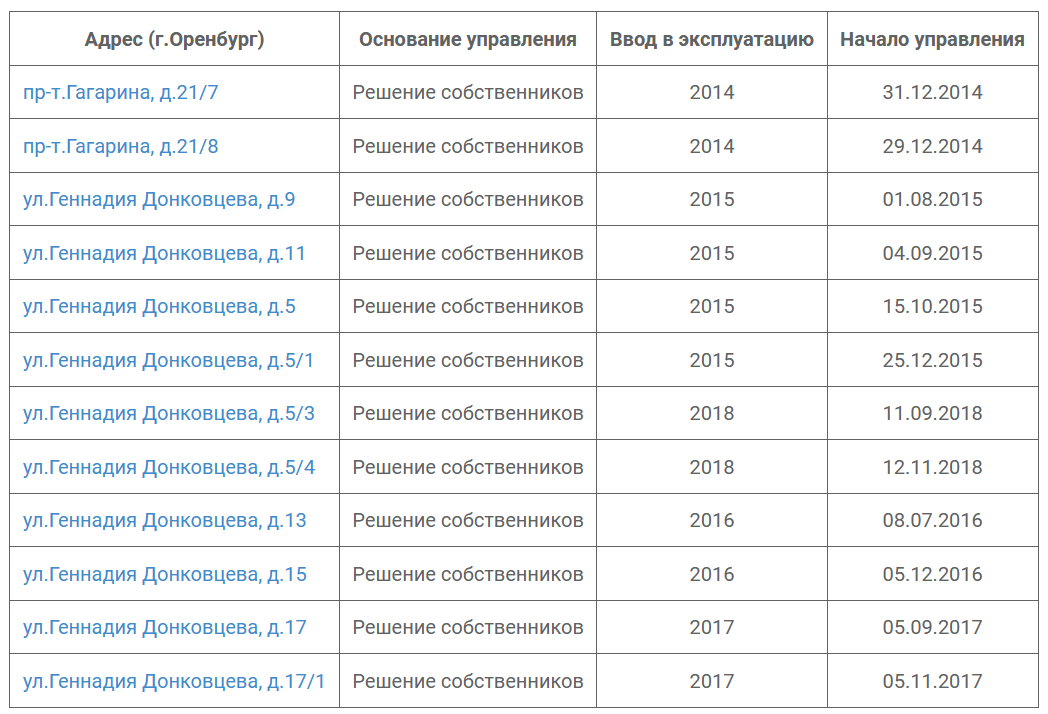 Адрес (г.Оренбург) Основание управления Ввод в эксплуатацию Начало управления
пр-т.Гагарина, д.21/7 Решение собственников 2014 31.12.2014
пр-т.Гагарина, д.21/8 Решение собственников 2014 29.12.2014
ул.Геннадия Донковцева, д.9 Решение собственников 2015 01.08.2015
ул.Геннадия Донковцева, д.11 Решение собственников 2015 04.09.2015
ул.Геннадия Донковцева, д.5 Решение собственников 2015 15.10.2015
ул.Геннадия Донковцева, д.5/1 Решение собственников 2015 25.12.2015
ул.Геннадия Донковцева, д.5/3 Решение собственников 2018 11.09.2018
ул.Геннадия Донковцева, д.5/4 Решение собственников 2018 12.11.2018
ул.Геннадия Донковцева, д.13 Решение собственников 2016 08.07.2016
ул.Геннадия Донковцева, д.15 Решение собственников 2016 05.12.2016
ул.Геннадия Донковцева, д.17 Решение собственников 2017 05.09.2017
ул.Геннадия Донковцева, д.17/1 Решение собственников 2017 05.11.2017